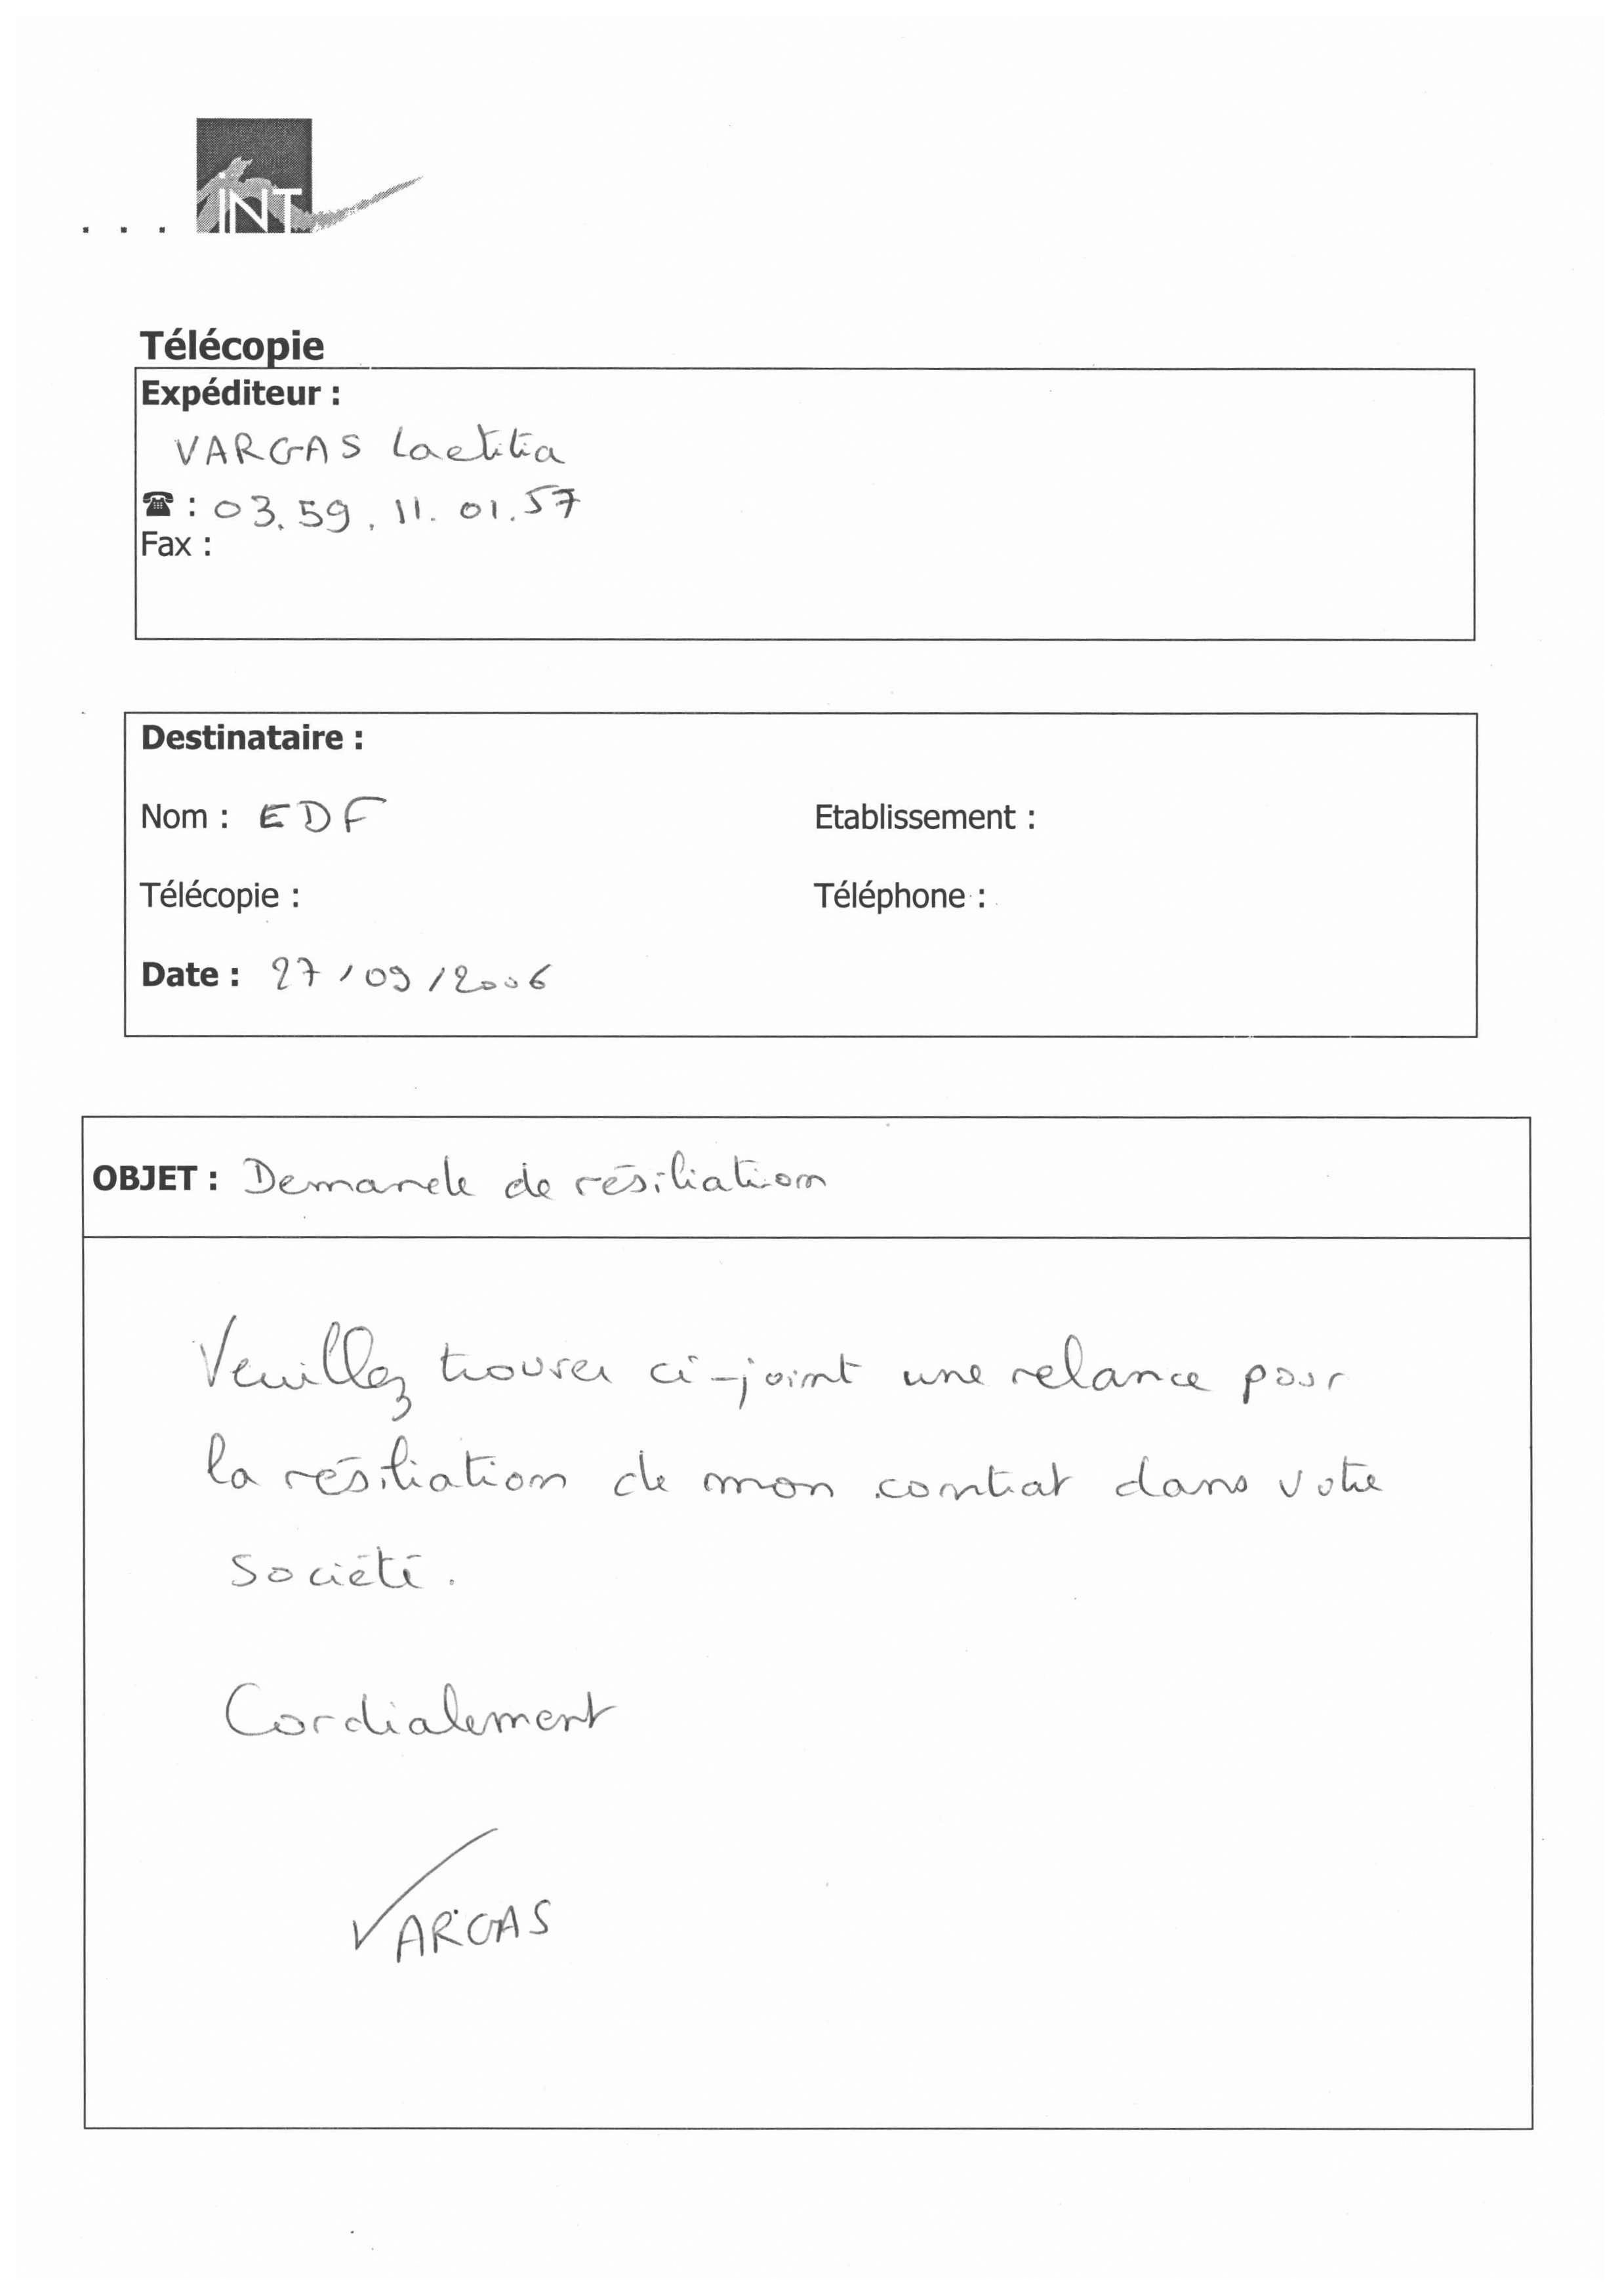 ... INT
Télécopie
Expéditeur :
VARGAS Laetitia
☎ : 03.59.11.01.57
Fax :
Destinataire :
Nom : EDF Etablissement :
Télécopie : Téléphone :
Date : 27/09/2006
OBJET : Demande de résiliation
Veuillez trouver ci-joint une relance pour
la résiliation de mon contrat dans votre
société.
Cordialement
VARGAS